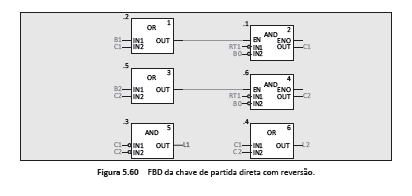 .2 OR 1
B1 IN1 OUT
C1 IN2
.1 AND 2
EN ENO
RT1 IN1 OUT C1
B0 IN2
.5 OR 3
B2 IN1 OUT
C2 IN2
.6 AND 4
EN ENO
RT1 IN1 OUT C2
B0 IN2
.3 AND 5
C1 IN1 OUT L1
C2 IN2
.4 OR 6
C1 IN1 OUT L2
C2 IN2
Figura 5.60 FBD da chave de partida direta com reversão.